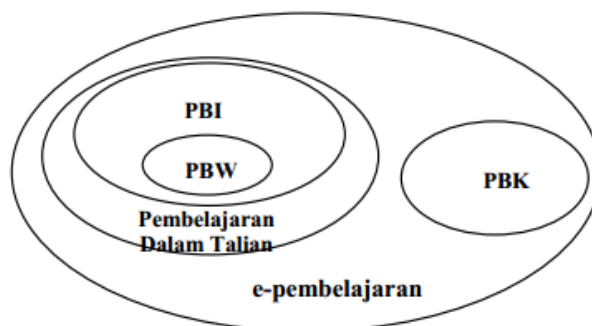 PBI
PBW
PBK
Pembelajaran
Dalam Talian
e-pembelajaran